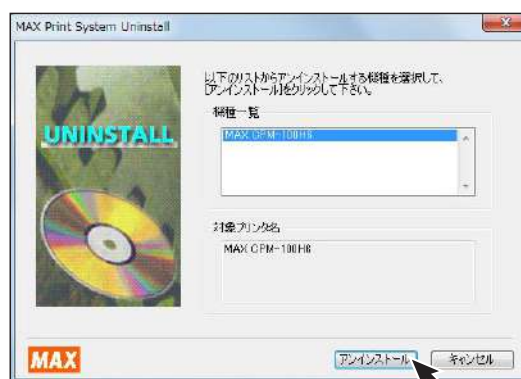 MAX Print System Uninstall
以下のリストからアンインストールする機種を選択して、
[アンインストール]をクリックして下さい。
機種一覧
MAX CPM-100H6
UNINSTALL
対象プリンタ名
MAX CPM-100H6
MAX
アンインストール
キャンセル